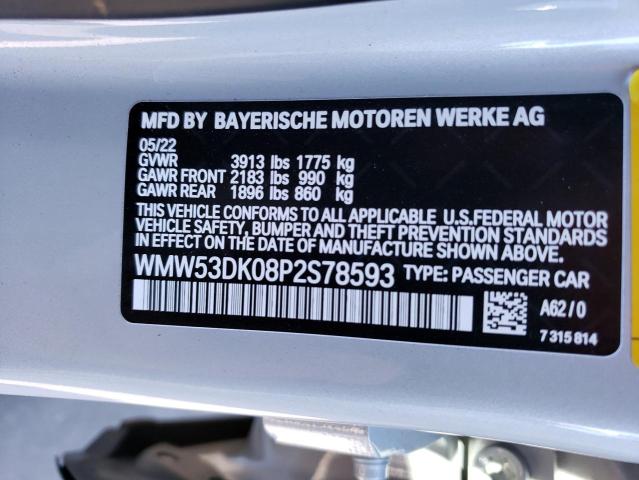 MFD BY BAYERISCHE MOTOREN WERKE AG
05/22
GVWR 3913 lbs 1775 kg
GAWR FRONT 2183 lbs 990 kg
GAWR REAR 1896 lbs 860 kg
THIS VEHICLE CONFORMS TO ALL APPLICABLE U.S.FEDERAL MOTOR
VEHICLE SAFETY, BUMPER AND THEFT PREVENTION STANDARDS
IN EFFECT ON THE DATE OF MANUFACTURE SHOWN ABOVE.
WMW53DK08P2S78593 TYPE: PASSENGER CAR
A62/0
7 315 814